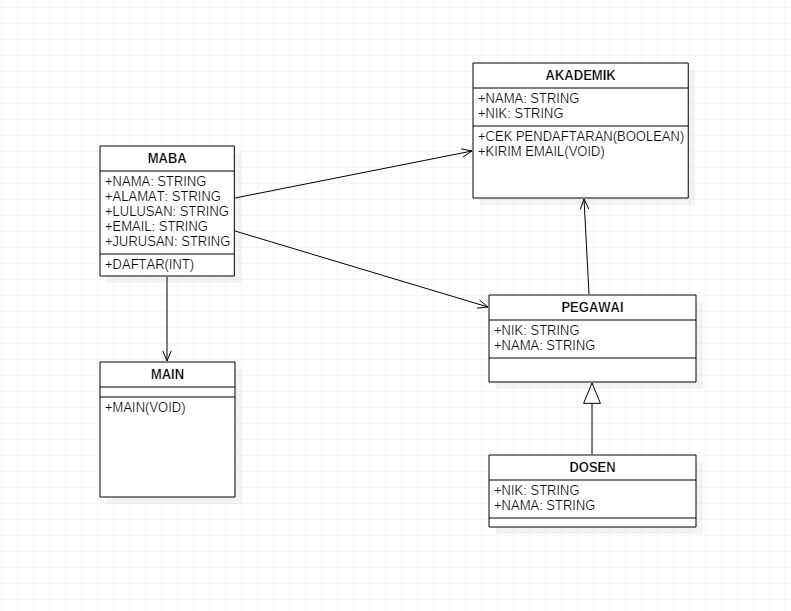 MABA
+NAMA: STRING
+ALAMAT: STRING
+LULUSAN: STRING
+EMAIL: STRING
+JURUSAN: STRING
+DAFTAR(INT)
MAIN
+MAIN(VOID)
AKADEMIK
+NAMA: STRING
+NIK: STRING
+CEK PENDAFTARAN(BOOLEAN)
+KIRIM EMAIL(VOID)
PEGAWAI
+NIK: STRING
+NAMA: STRING
DOSEN
+NIK: STRING
+NAMA: STRING